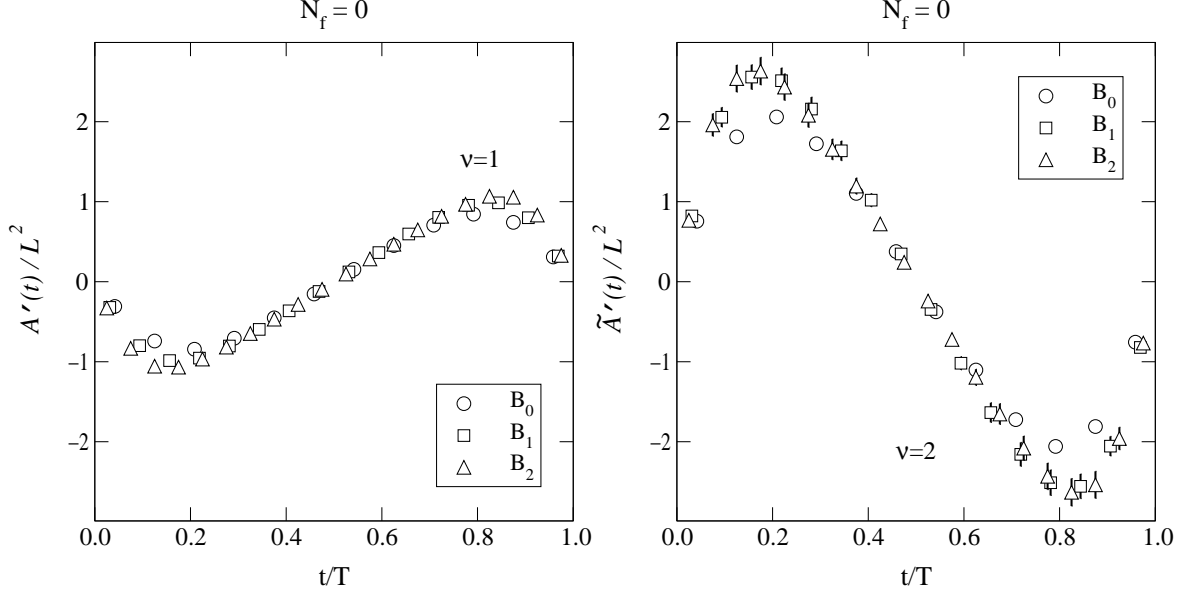 N_f = 0
A′(t) / L^2
2
1
0
−1
−2
0.0 0.2 0.4 0.6 0.8 1.0
t/T
ν=1
B_0
B_1
B_2
N_f = 0
Ã′(t) / L^2
2
1
0
−1
−2
0.0 0.2 0.4 0.6 0.8 1.0
t/T
B_0
B_1
B_2
ν=2